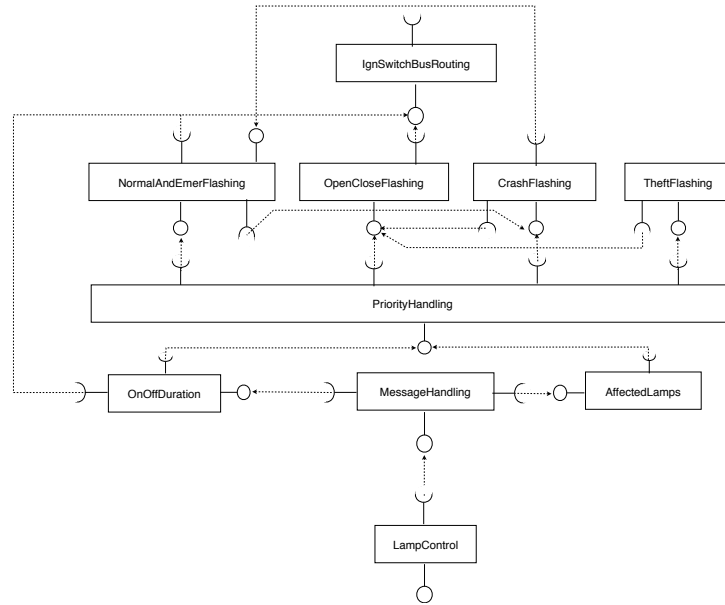 IgnSwitchBusRouting
NormalAndEmerFlashing
OpenCloseFlashing
CrashFlashing
TheftFlashing
PriorityHandling
OnOffDuration
MessageHandling
AffectedLamps
LampControl